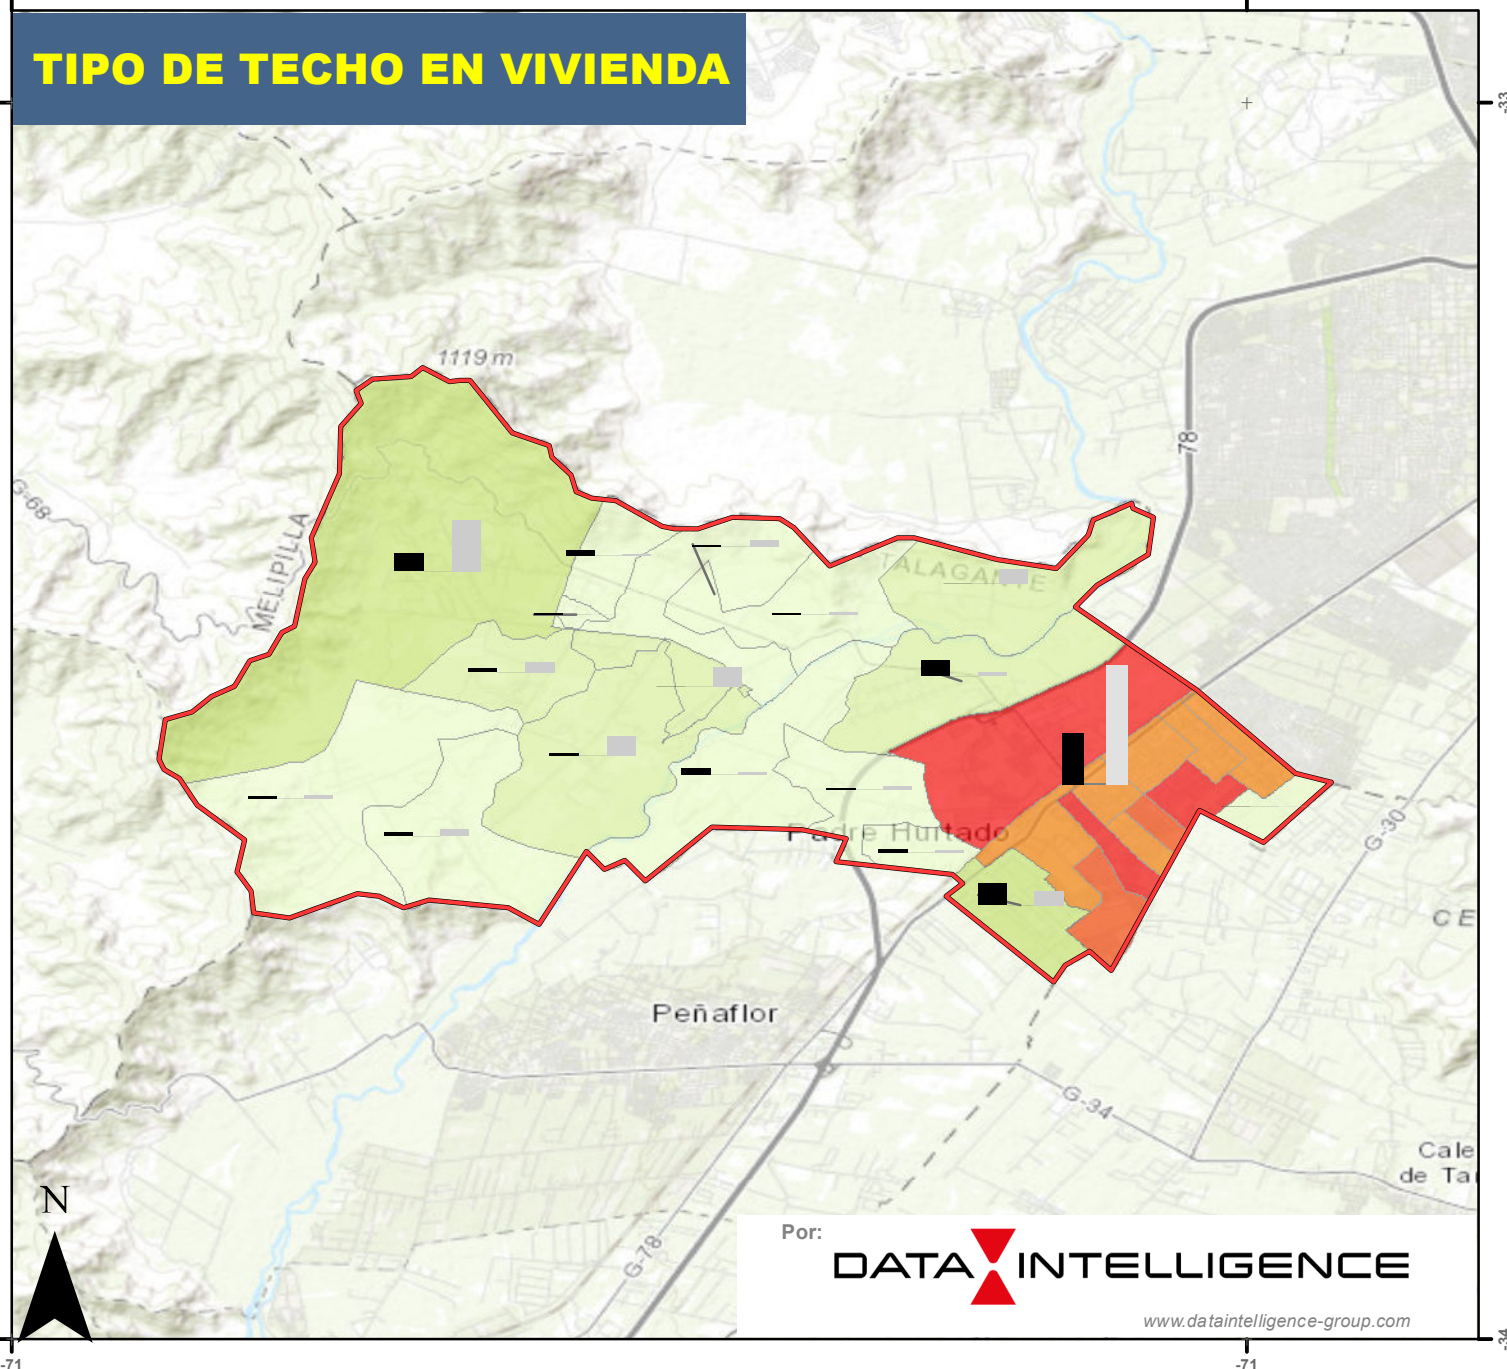 TIPO DE TECHO EN VIVIENDA
-33
1119 m
78
G-68
MELIPILLA
TALAGANTE
Padre Hurtado
G-30
CE
Peñaflor
G-34
Cale
de Ta
N
G-78
Por:
DATA INTELLIGENCE
www.dataintelligence-group.com
-34
-71
-71